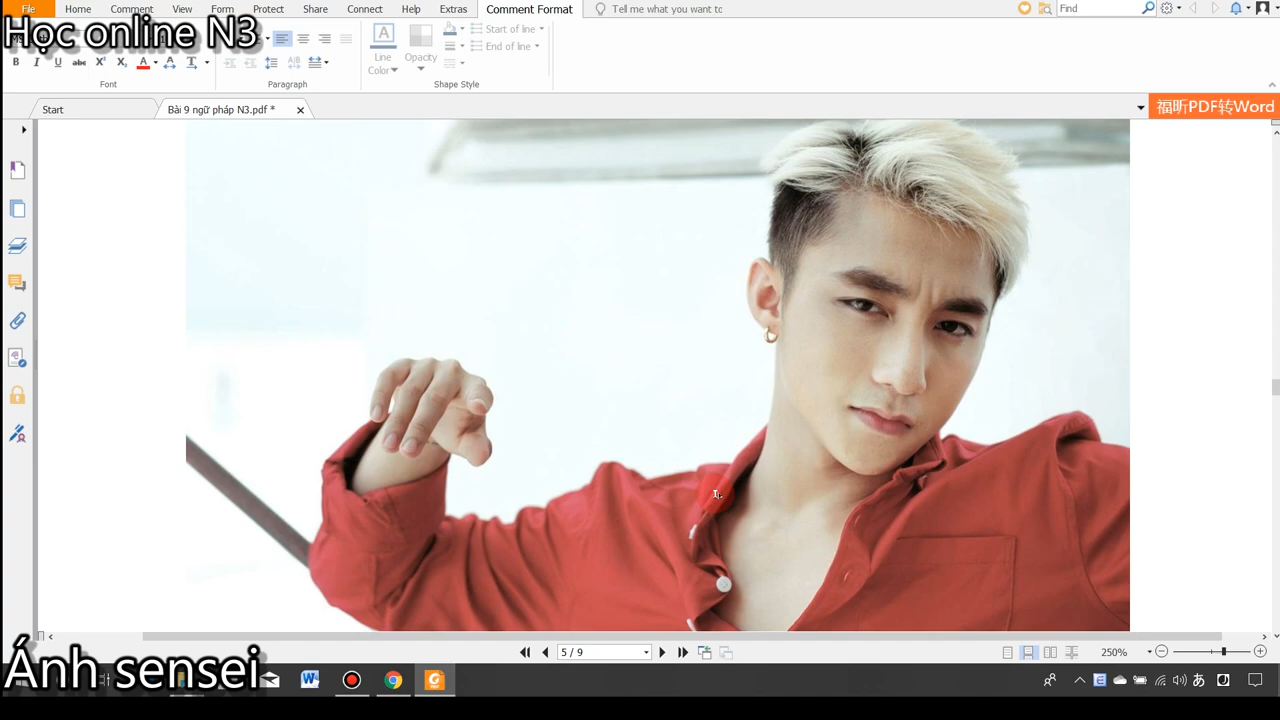 File Home Comment View Form Protect Share Connect Help Extras Comment Format Tell me what you want to Find
Học online N3
Line Color
Opacity
Start of line
End of line
Font Paragraph Shape Style
Start Bài 9 ngữ pháp N3.pdf * 福昕PDF转Word
5 / 9 250%
Ánh sensei